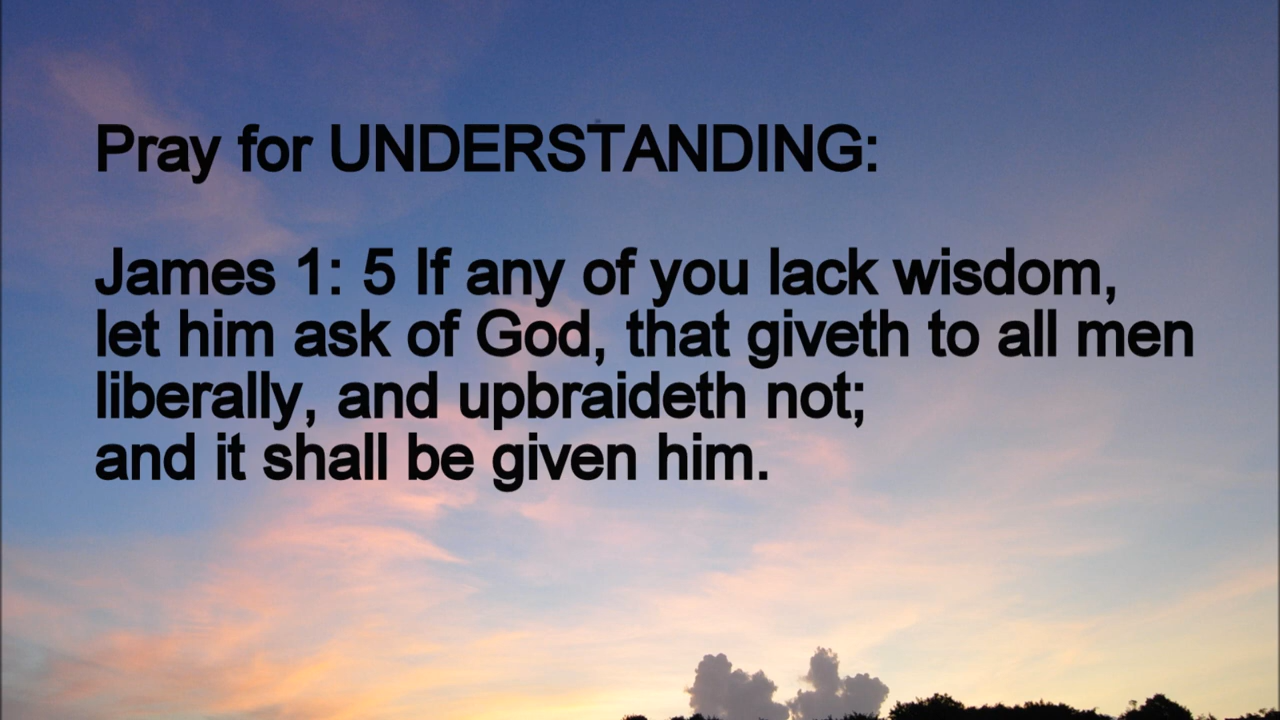 Pray for UNDERSTANDING:
James 1: 5 If any of you lack wisdom,
let him ask of God, that giveth to all men
liberally, and upbraideth not;
and it shall be given him.